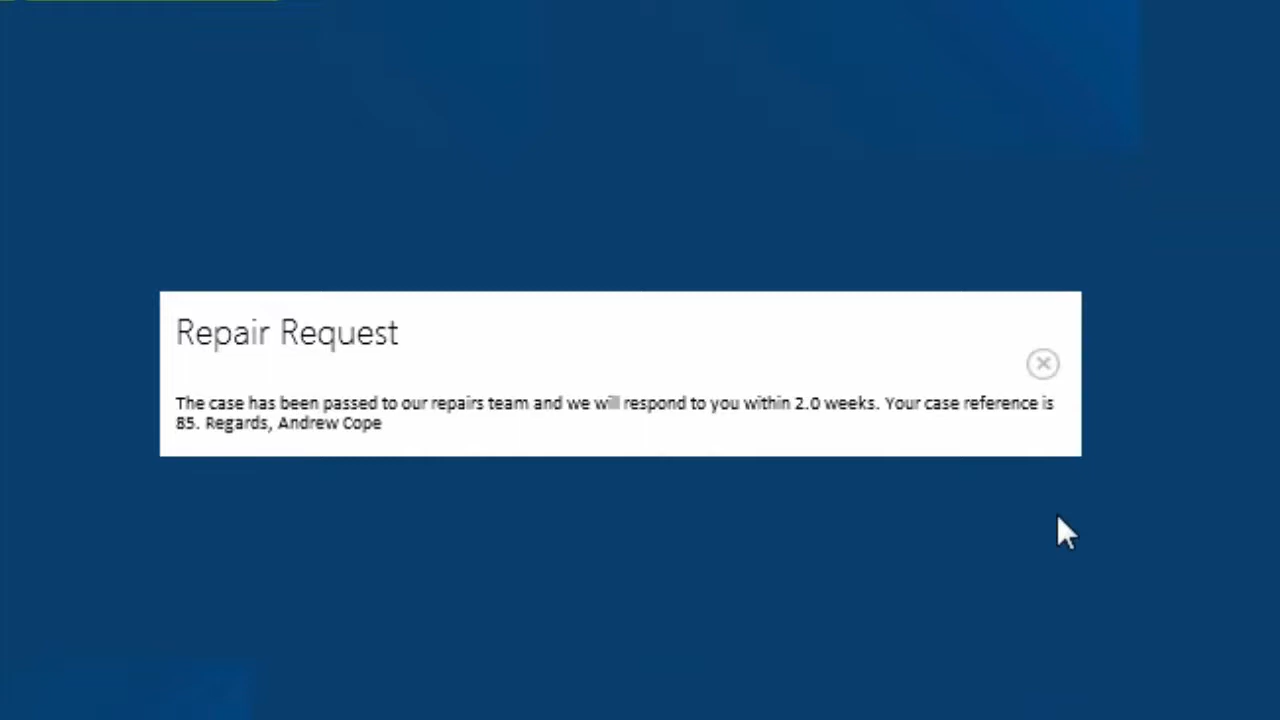 Repair Request
The case has been passed to our repairs team and we will respond to you within 2.0 weeks. Your case reference is
85. Regards, Andrew Cope